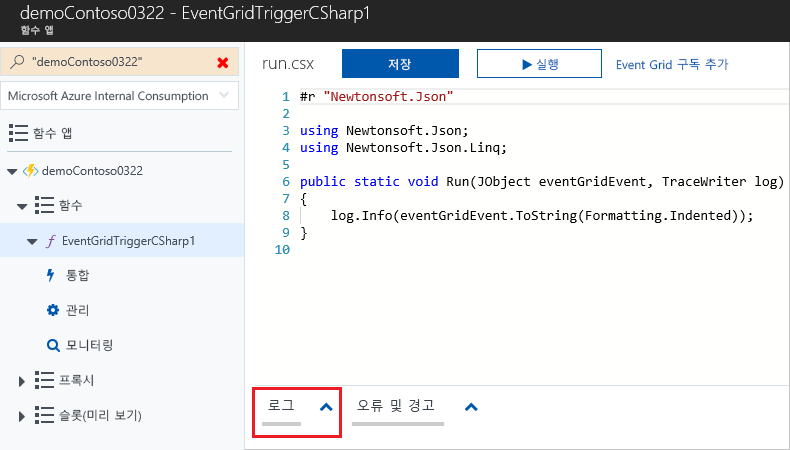 demoContoso0322 - EventGridTriggerCSharp1
함수 앱
"demoContoso0322"
Microsoft Azure Internal Consumption
함수 앱
demoContoso0322
함수
EventGridTriggerCSharp1
통합
관리
모니터링
프록시
슬롯(미리 보기)
run.csx 저장 실행 Event Grid 구독 추가
1 #r "Newtonsoft.Json"
2
3 using Newtonsoft.Json;
4 using Newtonsoft.Json.Linq;
5
6 public static void Run(JObject eventGridEvent, TraceWriter log)
7 {
8 log.Info(eventGridEvent.ToString(Formatting.Indented));
9 }
10
로그 오류 및 경고